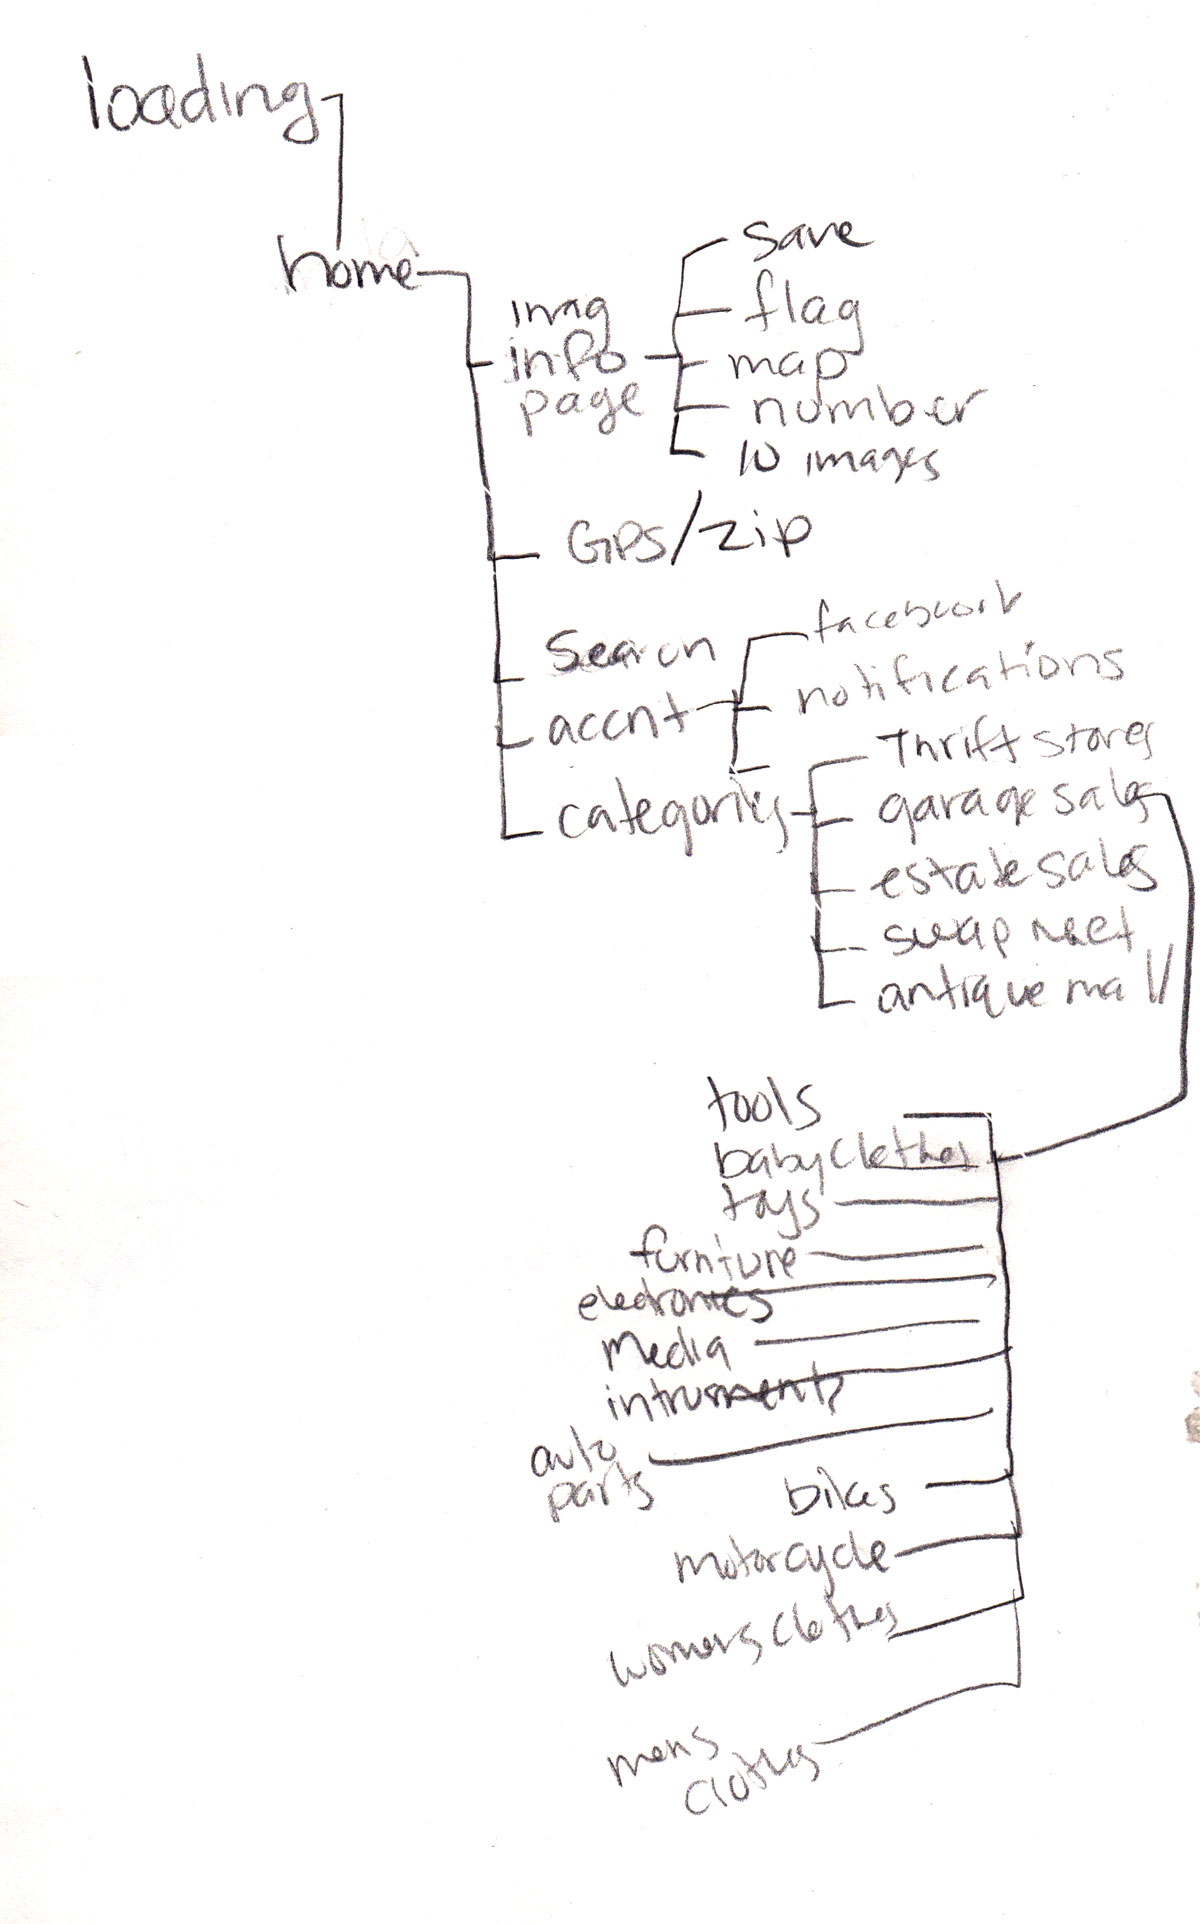 loading
home
imag
info
page
save
flag
map
number
10 images
GPS/zip
Search
facebook
notifications
accnt
Thrift stores
categories
garage sales
estate sales
swap meet
antique mall
tools
baby clothes
toys
furniture
electronics
media
intruments
auto
parts
bikes
motorcycle
womens clothes
mens
clothes